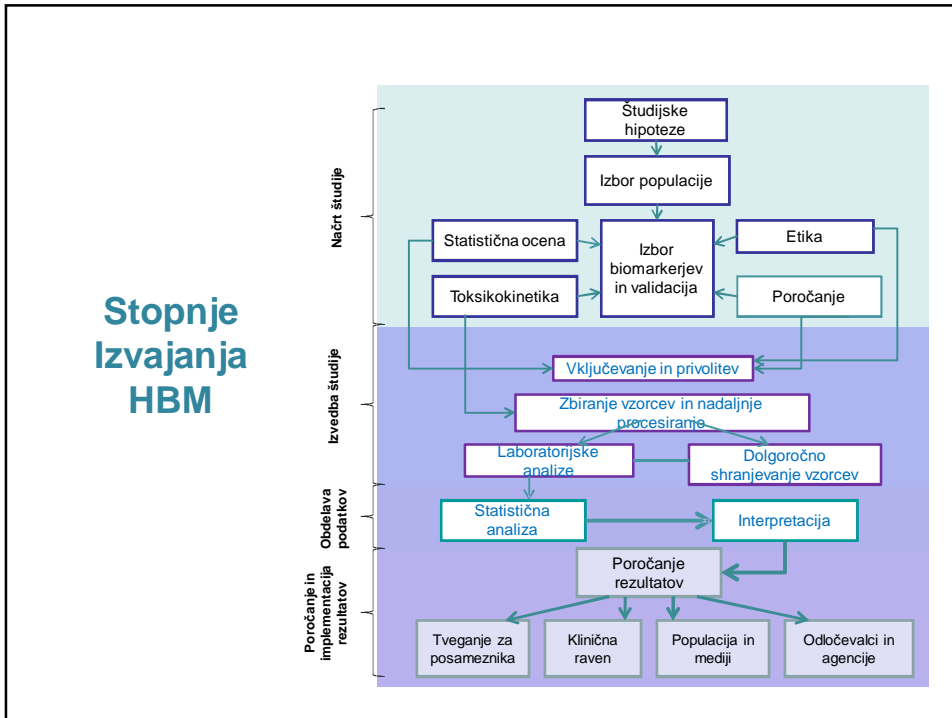 Stopnje
Izvajanja
HBM
Načrt študije
Študijske
hipoteze
Izbor populacije
Statistična ocena
Izbor
biomarkerjev
in validacija
Etika
Toksikokinetika
Poročanje
Izvedba študije
Vključevanje in privolitev
Zbiranje vzorcev in nadaljnje
procesiranje
Laboratorijske
analize
Dolgoročno
shranjevanje vzorcev
Obdelava
podatkov
Statistična
analiza
Interpretacija
Poročanje in
implementacija
rezultatov
Poročanje
rezultatov
Tveganje za
posameznika
Klinična
raven
Populacija in
mediji
Odločevalci in
agencije